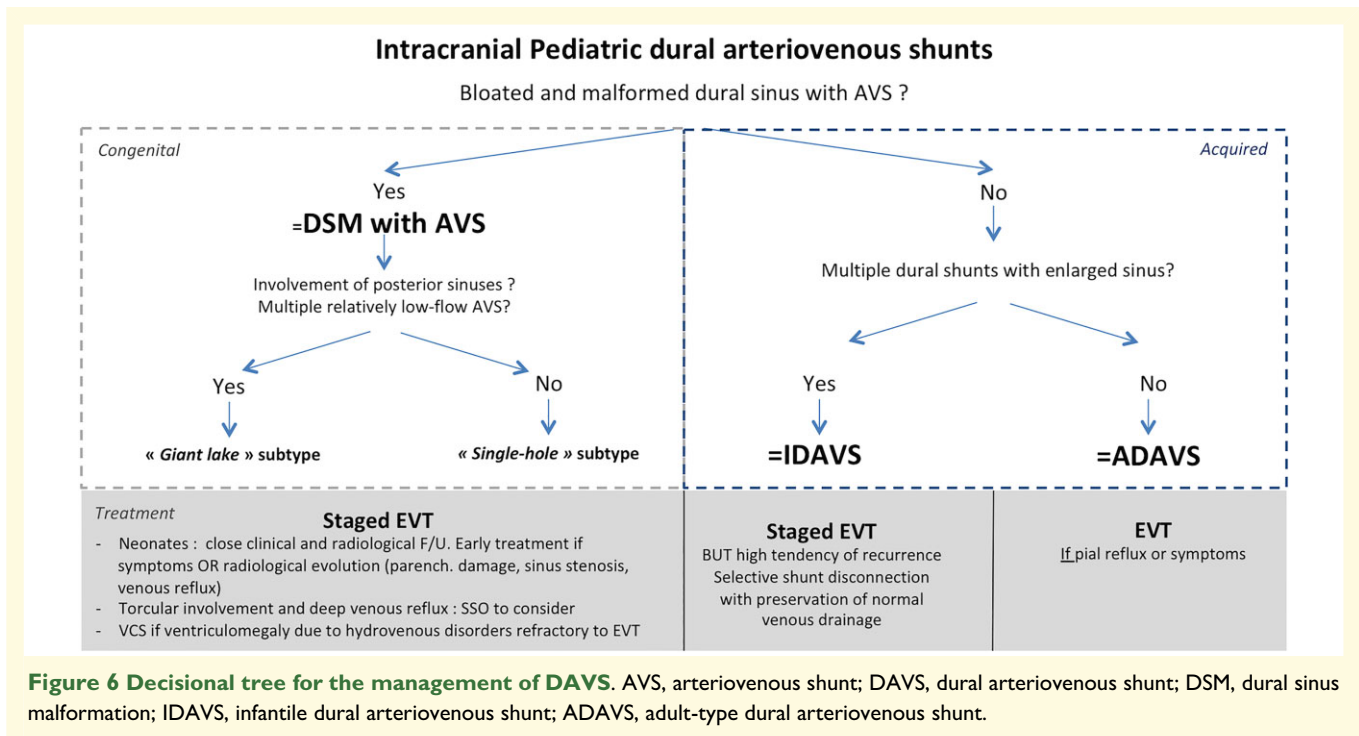 Intracranial Pediatric dural arteriovenous shunts
Bloated and malformed dural sinus with AVS ?
Congenital
Acquired
Yes
=DSM with AVS
Involvement of posterior sinuses ?
Multiple relatively low-flow AVS?
Yes
No
« Giant lake » subtype
« Single-hole » subtype
No
Multiple dural shunts with enlarged sinus?
Yes
No
=IDAVS
=ADAVS
Treatment
Staged EVT
- Neonates : close clinical and radiological F/U. Early treatment if
symptoms OR radiological evolution (parench. damage, sinus stenosis,
venous reflux)
- Torcular involvement and deep venous reflux : SSO to consider
- VCS if ventriculomegaly due to hydrovenous disorders refractory to EVT
Staged EVT
BUT high tendency of recurrence
Selective shunt disconnection
with preservation of normal
venous drainage
EVT
If pial reflux or symptoms
Figure 6 Decisional tree for the management of DAVS. AVS, arteriovenous shunt; DAVS, dural arteriovenous shunt; DSM, dural sinus
malformation; IDAVS, infantile dural arteriovenous shunt; ADAVS, adult-type dural arteriovenous shunt.